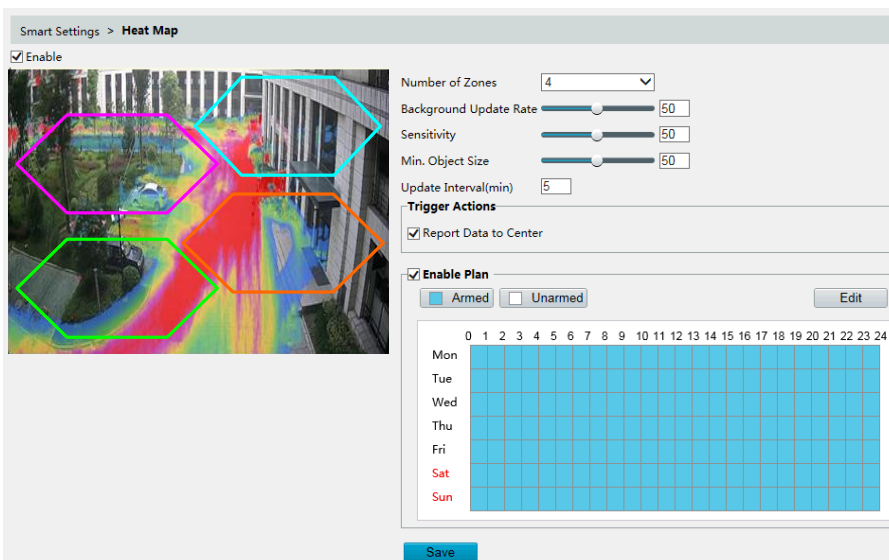 Smart Settings > Heat Map
Enable
Number of Zones 4
Background Update Rate 50
Sensitivity 50
Min. Object Size 50
Update Interval(min) 5
Trigger Actions
Report Data to Center
Enable Plan
Armed Unarmed Edit
0 1 2 3 4 5 6 7 8 9 10 11 12 13 14 15 16 17 18 19 20 21 22 23 24
Mon
Tue
Wed
Thu
Fri
Sat
Sun
Save